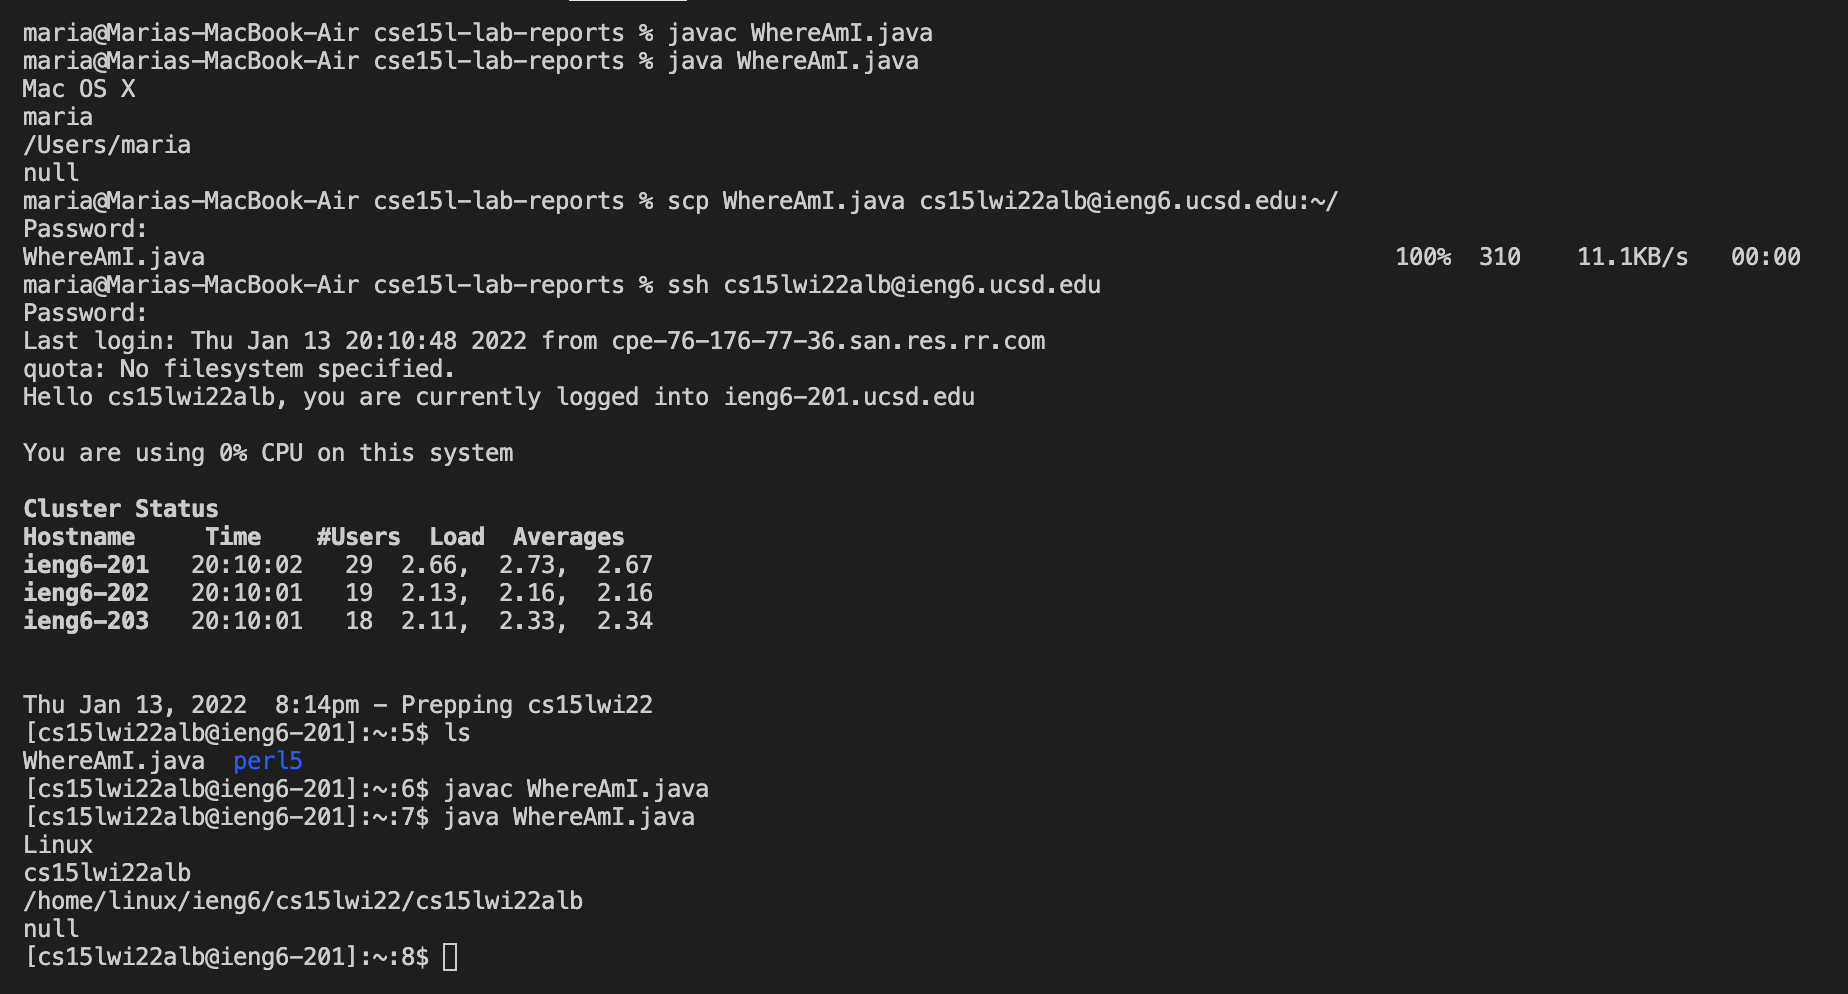 maria@Marias-MacBook-Air cse15l-lab-reports % javac WhereAmI.java
maria@Marias-MacBook-Air cse15l-lab-reports % java WhereAmI.java
Mac OS X
maria
/Users/maria
null
maria@Marias-MacBook-Air cse15l-lab-reports % scp WhereAmI.java cs15lwi22alb@ieng6.ucsd.edu:~/
Password:
WhereAmI.java 100% 310 11.1KB/s 00:00
maria@Marias-MacBook-Air cse15l-lab-reports % ssh cs15lwi22alb@ieng6.ucsd.edu
Password:
Last login: Thu Jan 13 20:10:48 2022 from cpe-76-176-77-36.san.res.rr.com
quota: No filesystem specified.
Hello cs15lwi22alb, you are currently logged into ieng6-201.ucsd.edu
You are using 0% CPU on this system
Cluster Status
Hostname Time #Users Load Averages
ieng6-201 20:10:02 29 2.66, 2.73, 2.67
ieng6-202 20:10:01 19 2.13, 2.16, 2.16
ieng6-203 20:10:01 18 2.11, 2.33, 2.34
Thu Jan 13, 2022 8:14pm - Prepping cs15lwi22
[cs15lwi22alb@ieng6-201]:~:5$ ls
WhereAmI.java perl5
[cs15lwi22alb@ieng6-201]:~:6$ javac WhereAmI.java
[cs15lwi22alb@ieng6-201]:~:7$ java WhereAmI.java
Linux
cs15lwi22alb
/home/linux/ieng6/cs15lwi22/cs15lwi22alb
null
[cs15lwi22alb@ieng6-201]:~:8$